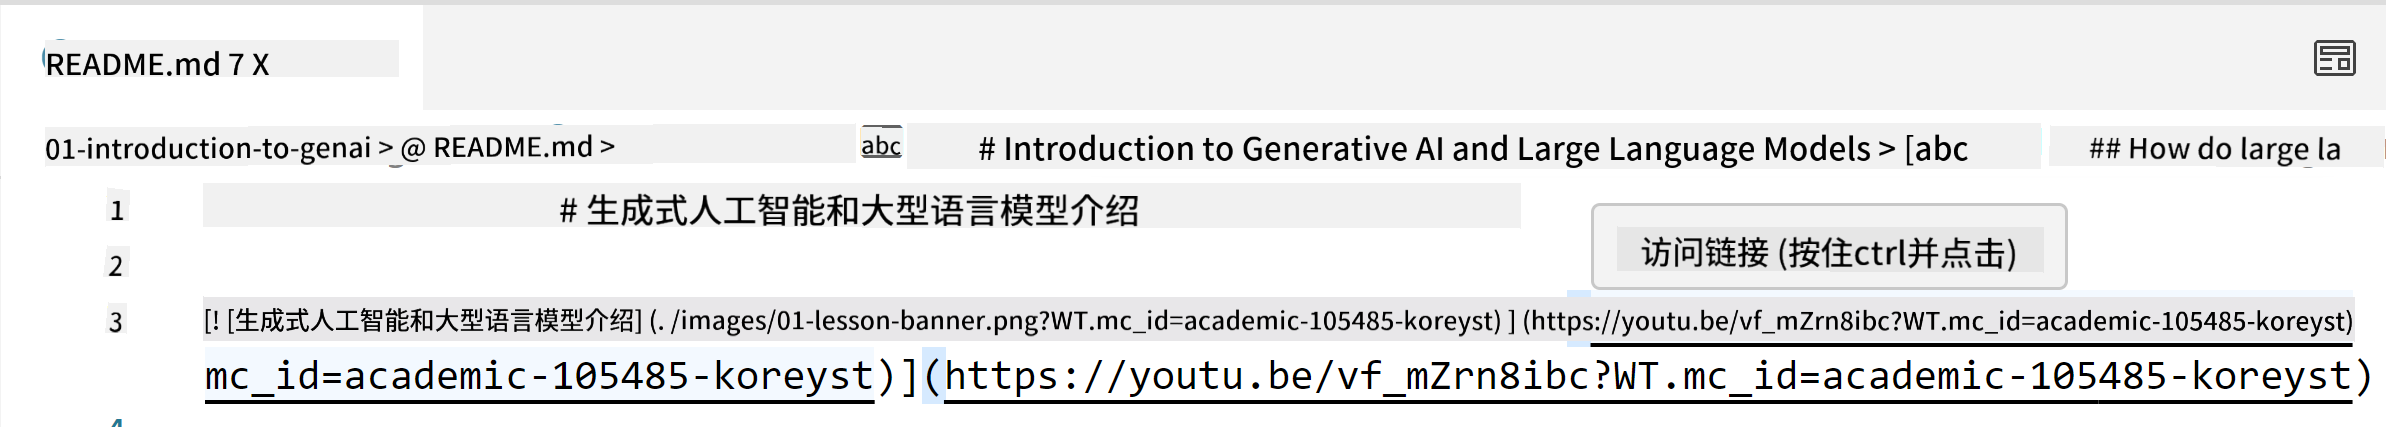 README.md 7 X
01-introduction-to-genai > @ README.md > abc # Introduction to Generative AI and Large Language Models > [abc ## How do large la
1 # 生成式人工智能和大型语言模型介绍
访问链接 (按住ctrl并点击)
2
3 [! [生成式人工智能和大型语言模型介绍] (. /images/01-lesson-banner.png?WT.mc_id=academic-105485-koreyst) ] (https://youtu.be/vf_mZrn8ibc?WT.mc_id=academic-105485-koreyst)
mc_id=academic-105485-koreyst)](https://youtu.be/vf_mZrn8ibc?WT.mc_id=academic-105485-koreyst)